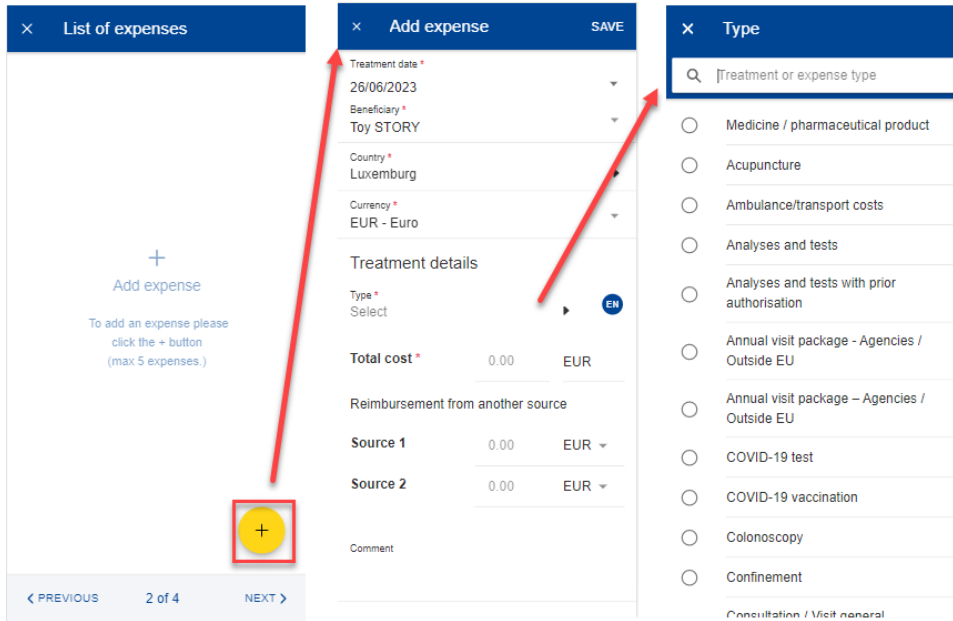 List of expenses
Add expense
To add an expense please
click the + button
(max 5 expenses.)
+
PREVIOUS
2 of 4
NEXT
Add expense
SAVE
Treatment date *
26/06/2023
Beneficiary *
Toy STORY
Country *
Luxemburg
Currency *
EUR - Euro
Treatment details
Type *
Select
EN
Total cost * 0.00 EUR
Reimbursement from another source
Source 1 0.00 EUR
Source 2 0.00 EUR
Comment
Type
Treatment or expense type
Medicine / pharmaceutical product
Acupuncture
Ambulance/transport costs
Analyses and tests
Analyses and tests with prior
authorisation
Annual visit package - Agencies /
Outside EU
Annual visit package – Agencies /
Outside EU
COVID-19 test
COVID-19 vaccination
Colonoscopy
Confinement
Consultation / Visit general